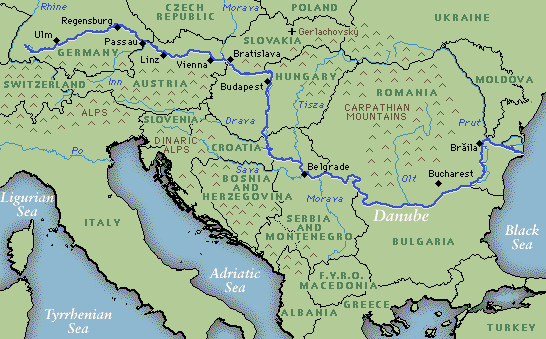 Rhine
CZECH
REPUBLIC
POLAND
UKRAINE
Regensburg
Gerlachovský
Ulm
Passau
Morava
SLOVAKIA
Linz
Bratislava
GERMANY
Vienna
HUNGARY
MOLDOVA
SWITZERLAND
Inn
AUSTRIA
Budapest
ROMANIA
ALPS
Tisza
CARPATHIAN
MOUNTAINS
SLOVENIA
Drava
Prut
DINARIC
ALPS
CROATIA
Brăila
Po
Sava
Belgrade
BOSNIA
AND
HERZEGOVINA
Olt
Bucharest
Ligurian
Sea
Morava
Danube
ITALY
SERBIA
AND
MONTENEGRO
BULGARIA
Black
Sea
Adriatic
Sea
F.Y.R.O.
MACEDONIA
Tyrrhenian
Sea
ALBANIA
GREECE
TURKEY